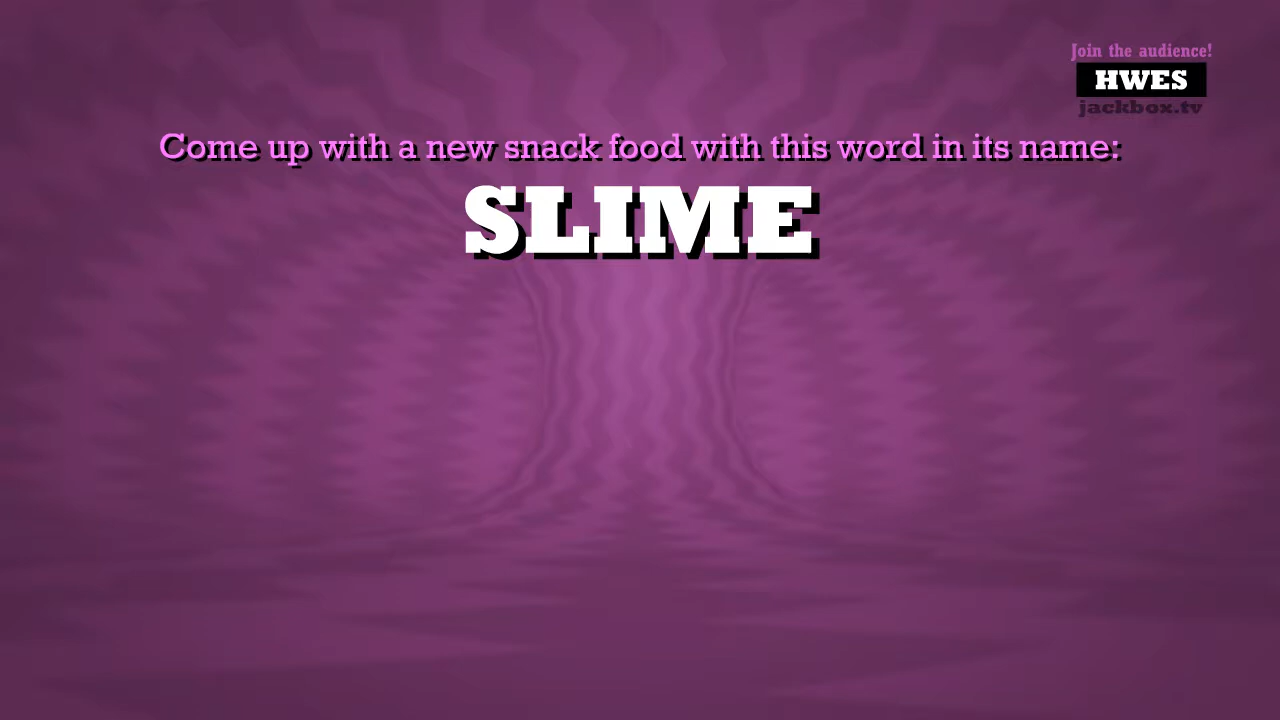 Join the audience!
HWES
jackbox.tv
Come up with a new snack food with this word in its name:
SLIME